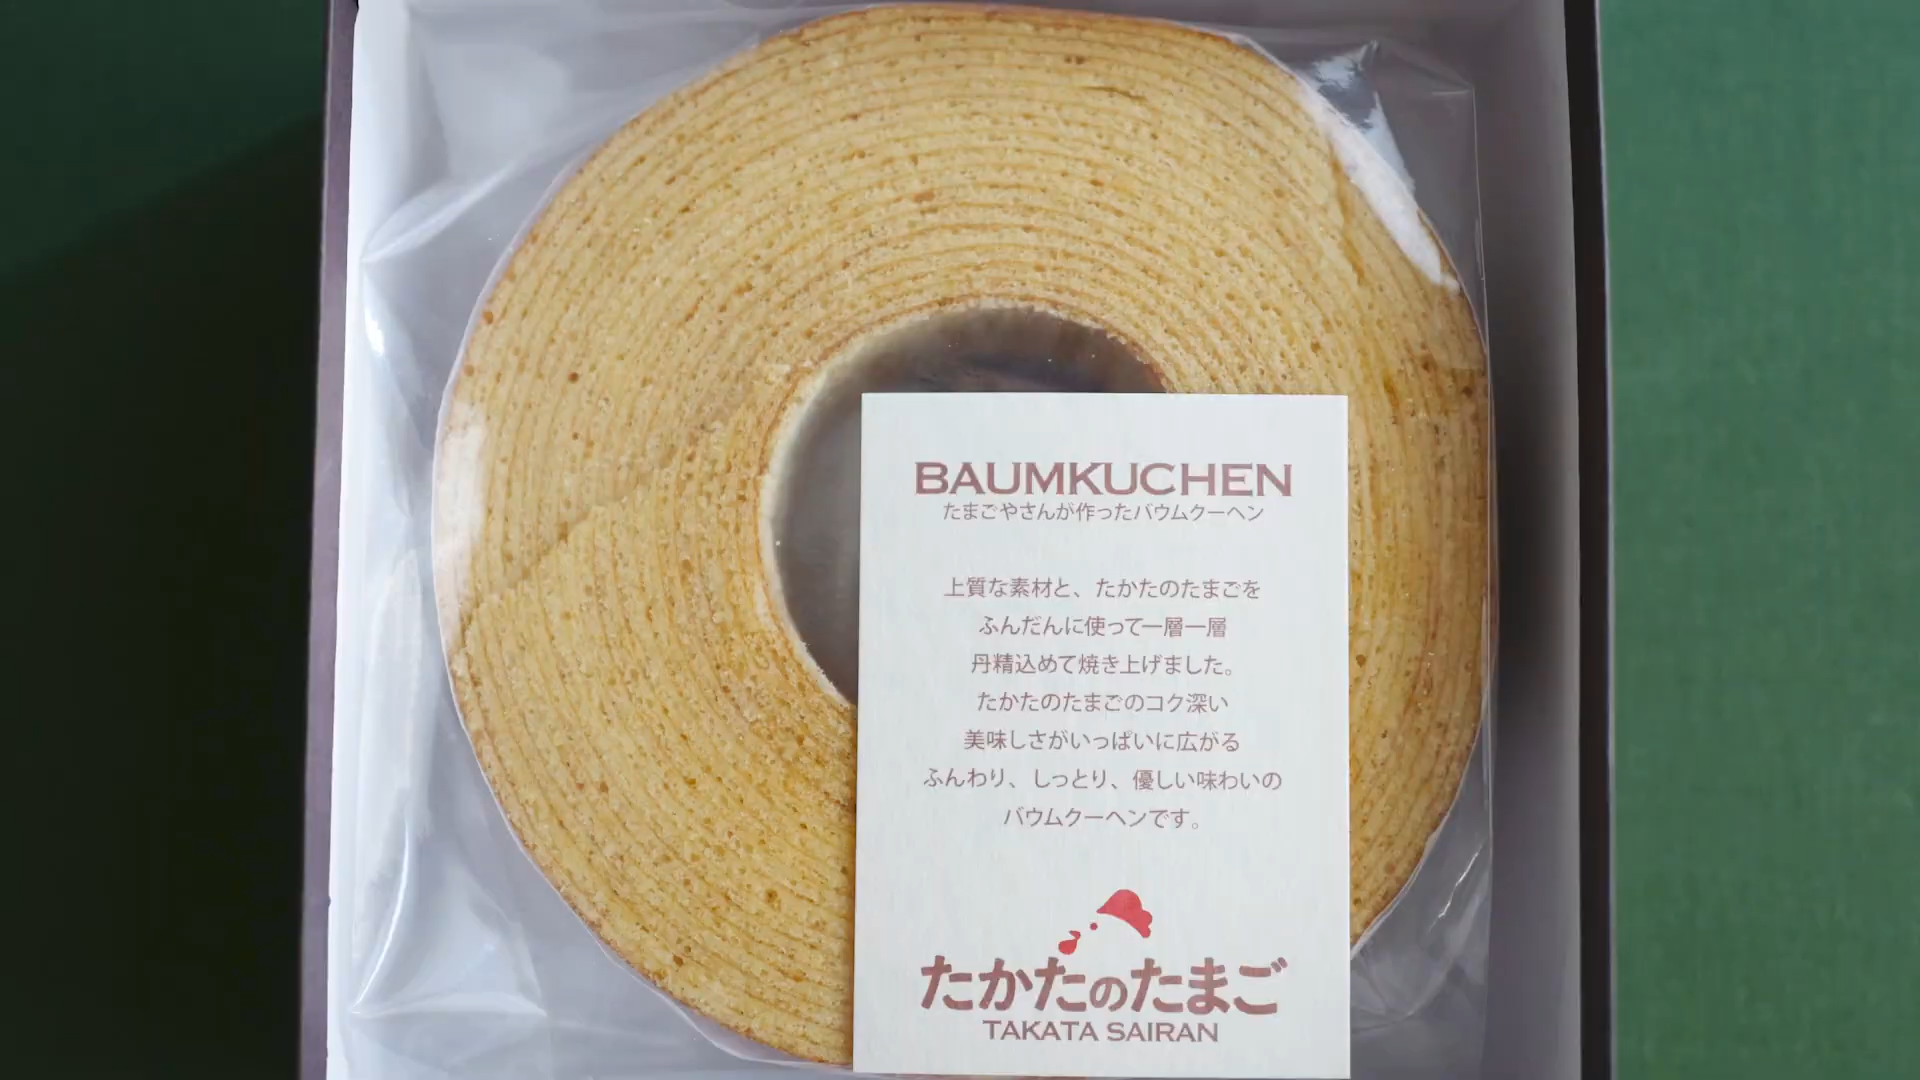 BAUMKUCHEN
たまごやさんが作ったバウムクーヘン
上質な素材と、たかたのたまごを
ふんだんに使って一層一層
丹精込めて焼き上げました。
たかたのたまごのコク深い
美味しさがいっぱいに広がる
ふんわり、しっとり、優しい味わいの
バウムクーヘンです。
たかたのたまご
TAKATA SAIRAN